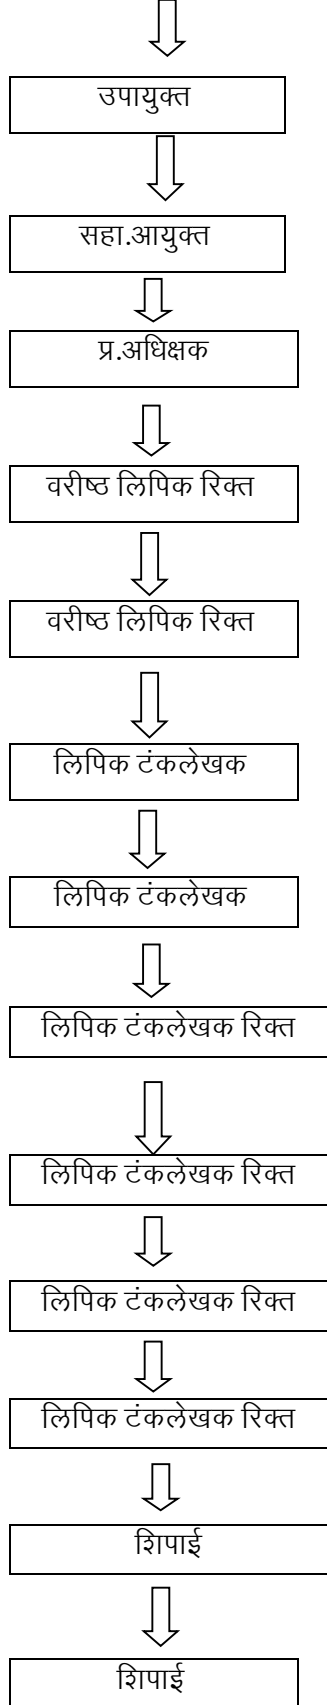 उपायुक्त
सहा.आयुक्त
प्र.अधिक्षक
वरीष्ठ लिपिक रिक्त
वरीष्ठ लिपिक रिक्त
लिपिक टंकलेखक
लिपिक टंकलेखक
लिपिक टंकलेखक रिक्त
लिपिक टंकलेखक रिक्त
लिपिक टंकलेखक रिक्त
लिपिक टंकलेखक रिक्त
शिपाई
शिपाई